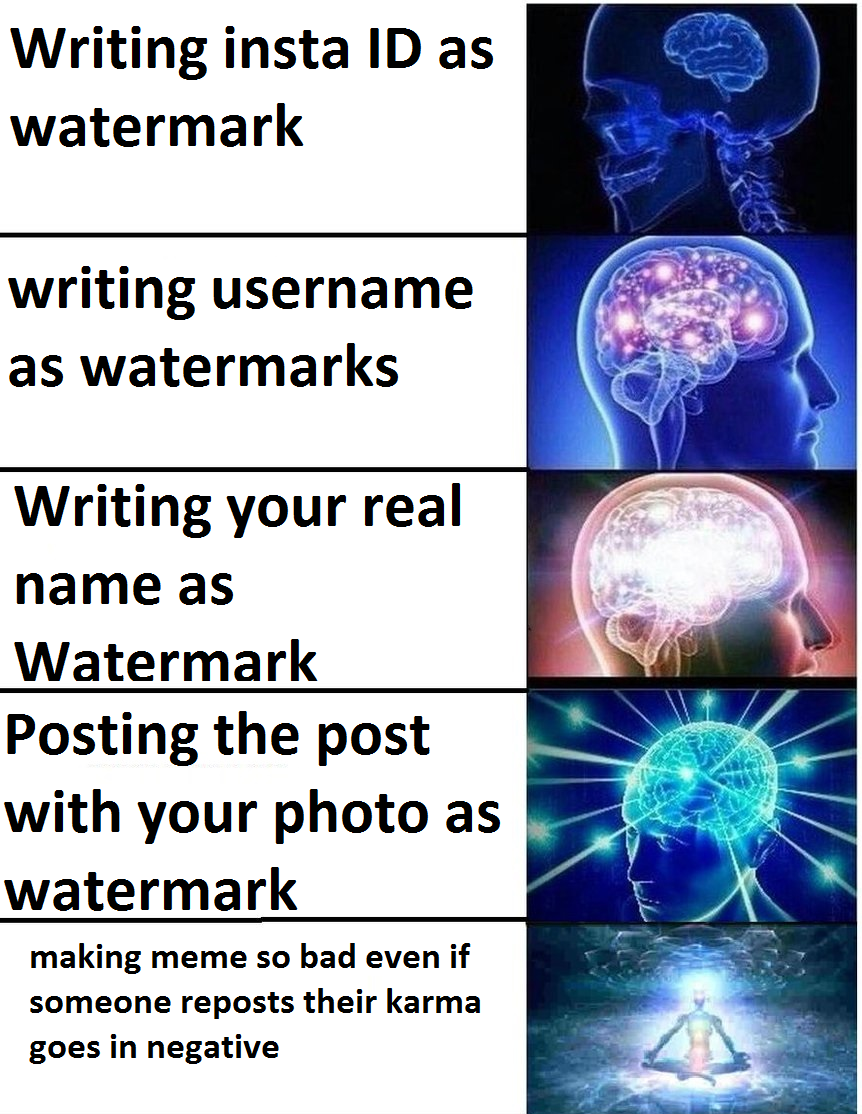 Writing insta ID as
watermark
writing username
as watermarks
Writing your real
name as
Watermark
Posting the post
with your photo as
watermark
making meme so bad even if
someone reposts their karma
goes in negative